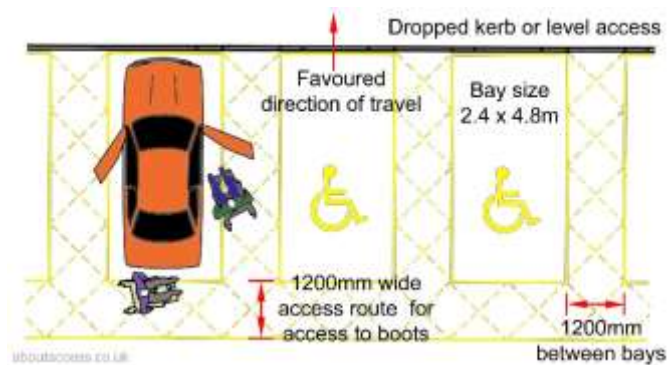 Dropped kerb or level access
Favoured
direction of travel
Bay size
2.4 x 4.8m
1200mm wide
access route for
access to boots
1200mm
between bays
aboutaccess.co.uk